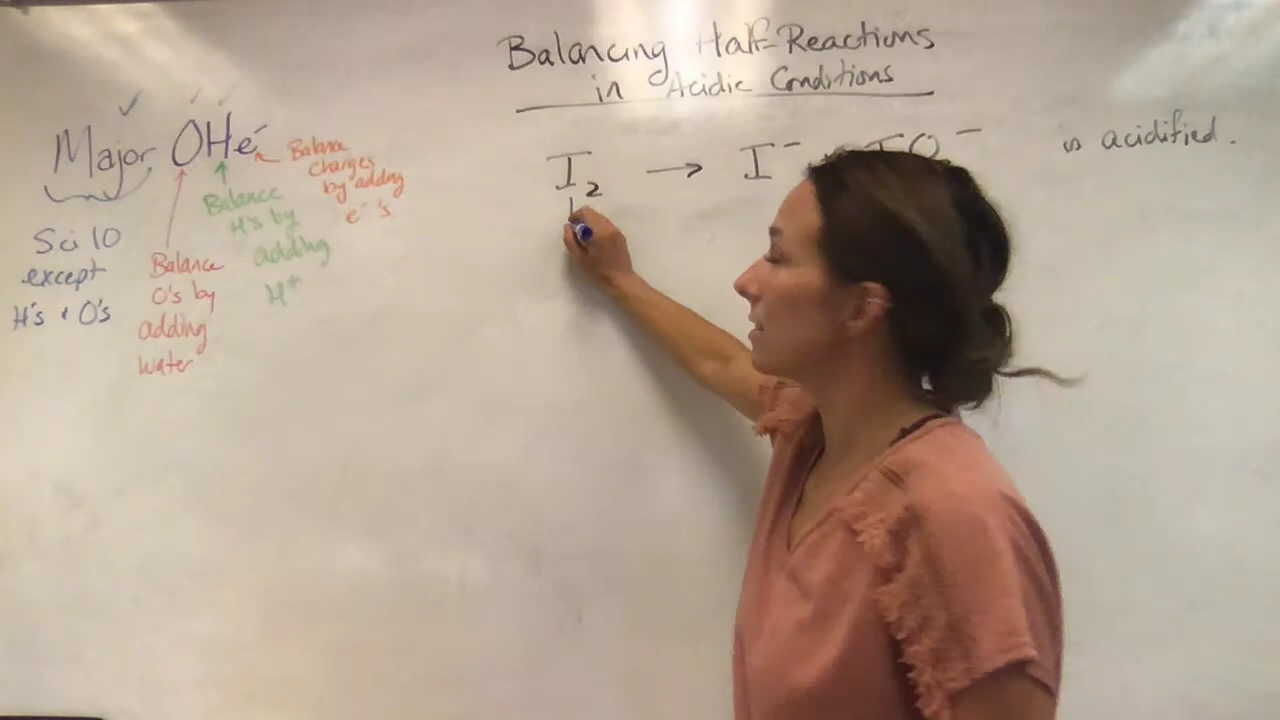 Balancing Half-Reactions
in Acidic Conditions
Major OHe⁻
Sci 10
except
H's & O's
Balance
O's by
adding
water
Balance
H's by
adding
H⁺
Balance
charges
by adding
e⁻'s
I₂ → I⁻ IO⁻
is acidified.